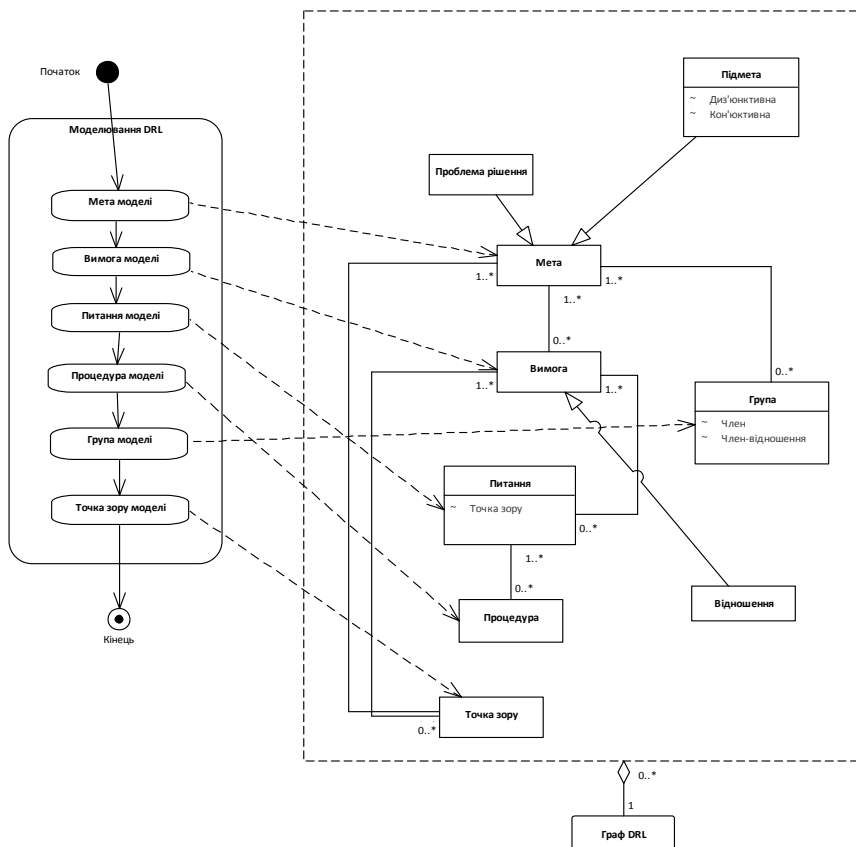 Початок
Моделювання DRL
Мета моделі
Вимога моделі
Питання моделі
Процедура моделі
Група моделі
Точка зору моделі
Кінець
Підмета
~ Диз'юнктивна
~ Кон'юктивна
Проблема рішення
Мета
1..*
1..*
1..*
0..*
Вимога
1..*
1..*
0..*
Група
~ Член
~ Член-відношення
Питання
~ Точка зору
0..*
1..*
0..*
Процедура
Відношення
Точка зору
0..*
0..*
1
Граф DRL